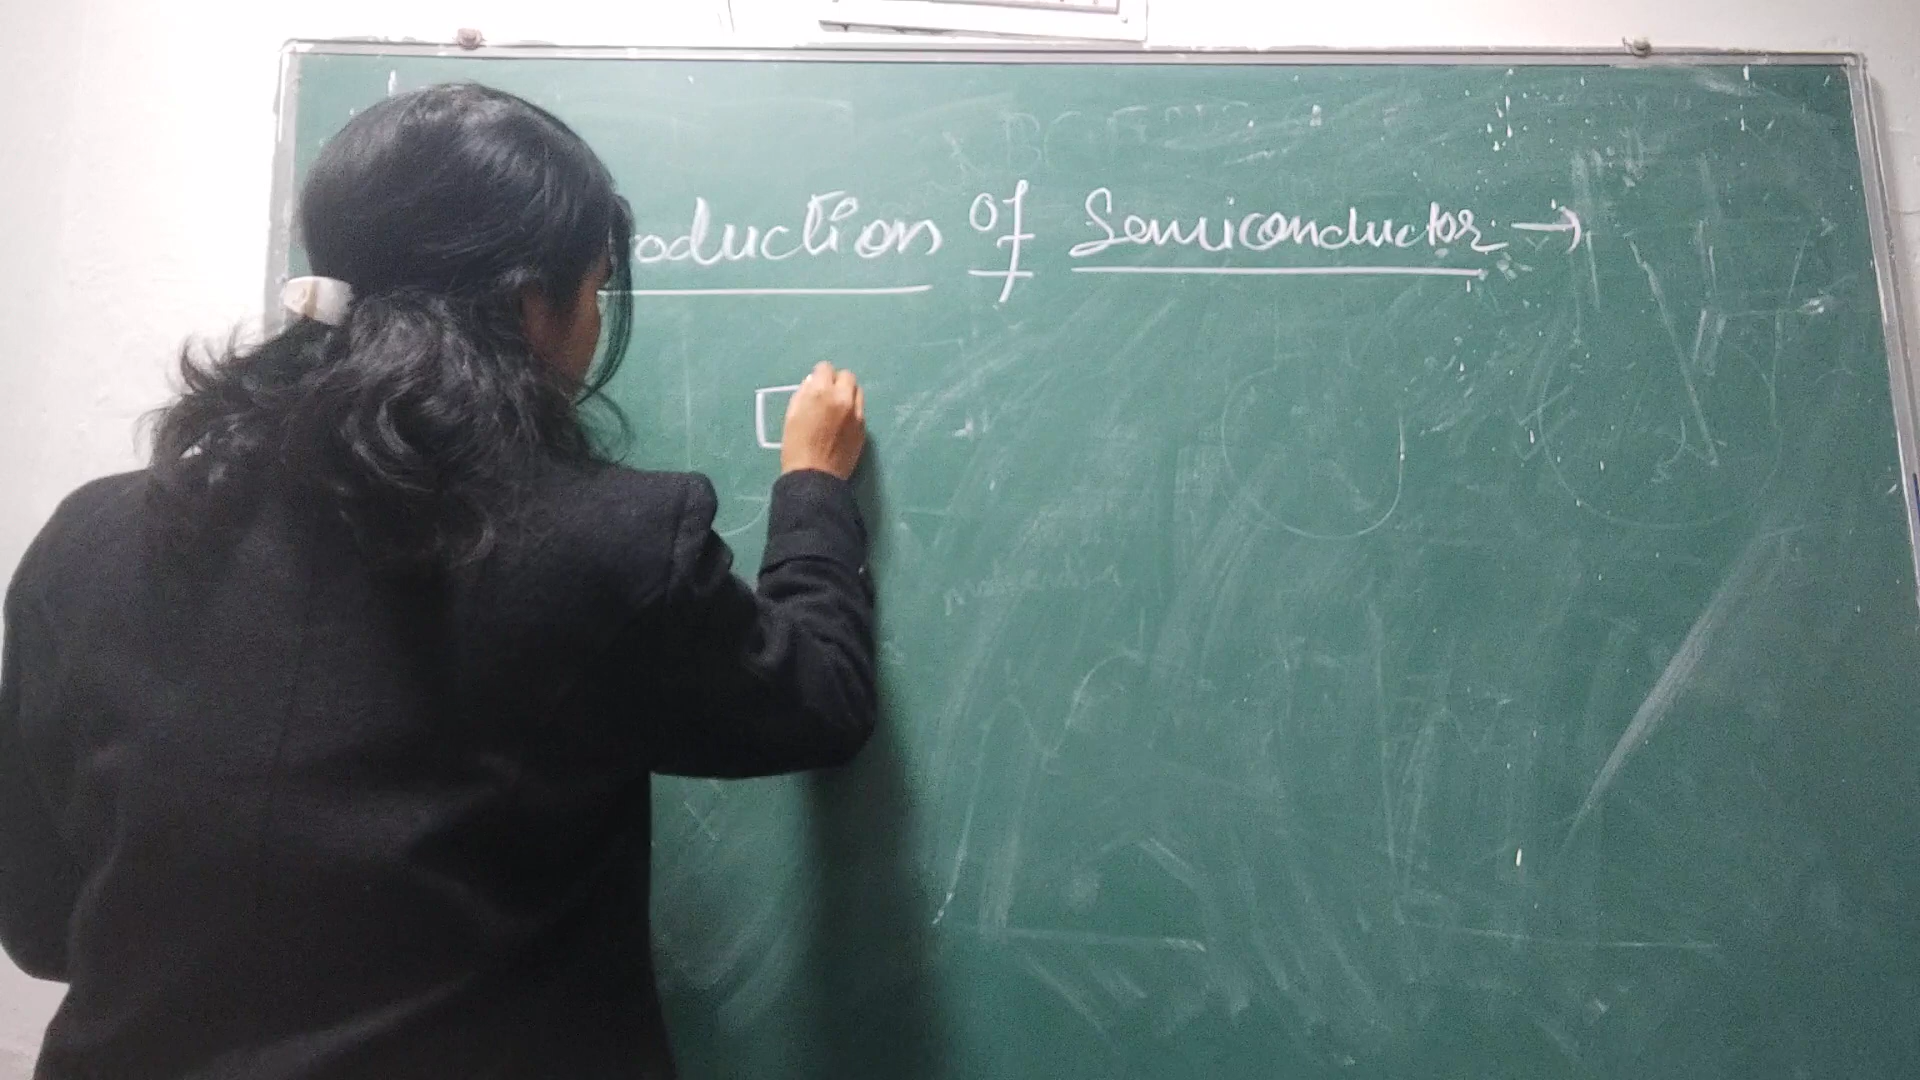 oduction of Semiconductor →